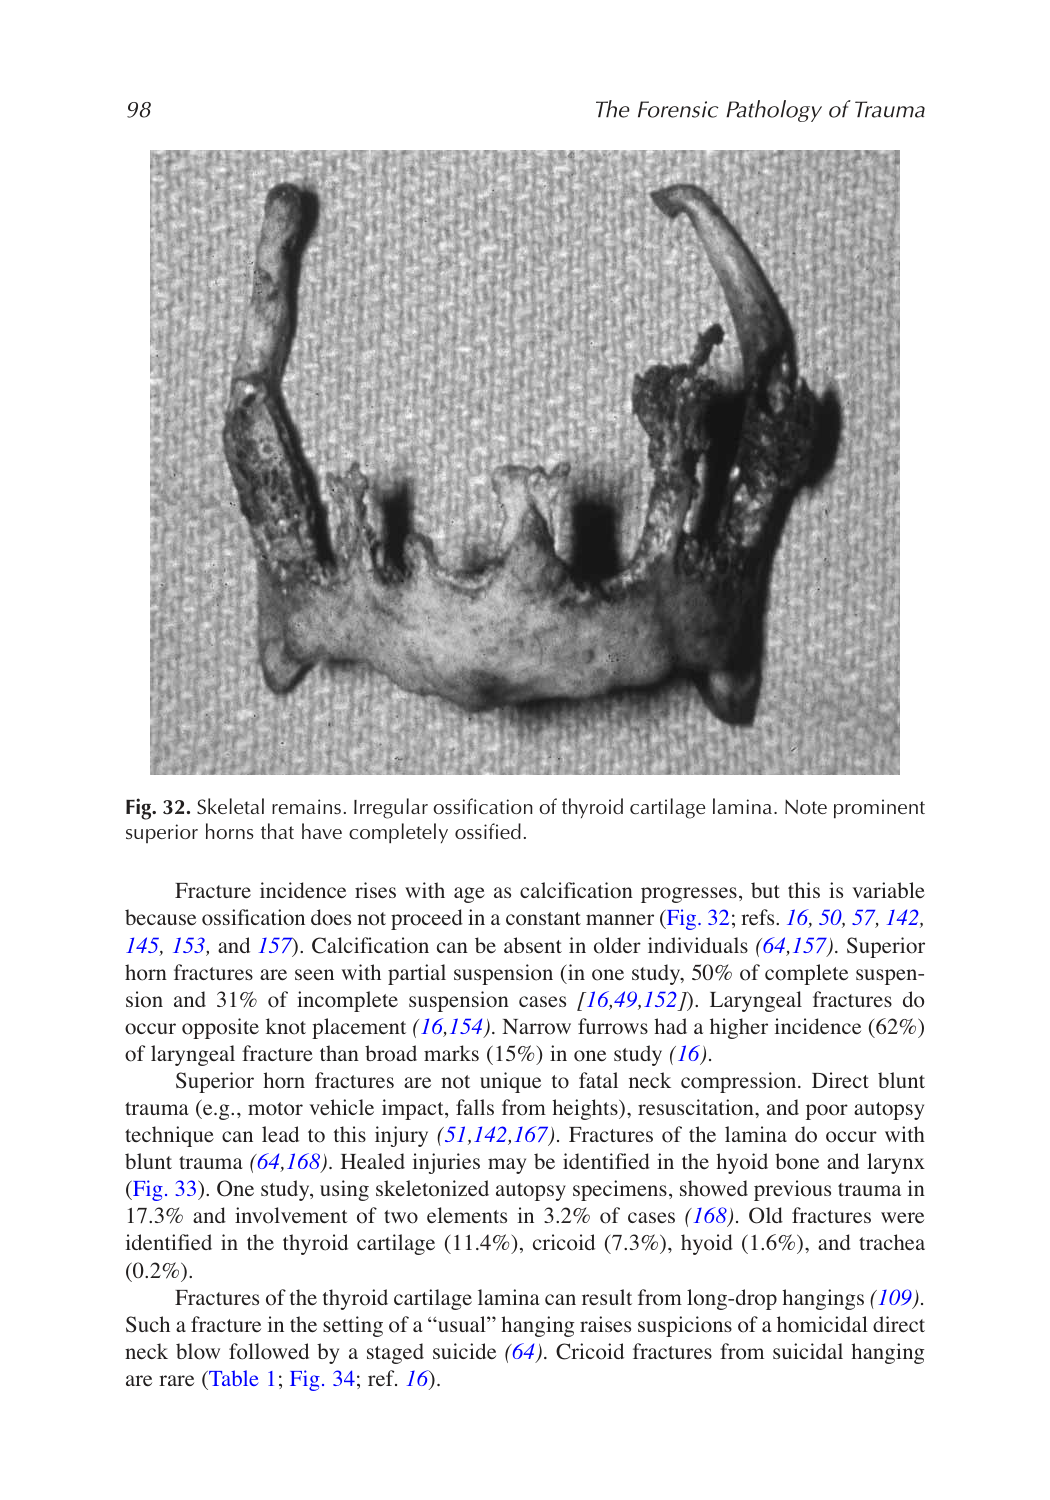 98
The Forensic Pathology of Trauma
Fig. 32. Skeletal remains. Irregular ossification of thyroid cartilage lamina. Note prominent
superior horns that have completely ossified.
Fracture incidence rises with age as calcification progresses, but this is variable
because ossification does not proceed in a constant manner (Fig. 32; refs. 16, 50, 57, 142,
145, 153, and 157). Calcification can be absent in older individuals (64,157). Superior
horn fractures are seen with partial suspension (in one study, 50% of complete suspen-
sion and 31% of incomplete suspension cases [16,49,152]). Laryngeal fractures do
occur opposite knot placement (16,154). Narrow furrows had a higher incidence (62%)
of laryngeal fracture than broad marks (15%) in one study (16).
Superior horn fractures are not unique to fatal neck compression. Direct blunt
trauma (e.g., motor vehicle impact, falls from heights), resuscitation, and poor autopsy
technique can lead to this injury (51,142,167). Fractures of the lamina do occur with
blunt trauma (64,168). Healed injuries may be identified in the hyoid bone and larynx
(Fig. 33). One study, using skeletonized autopsy specimens, showed previous trauma in
17.3% and involvement of two elements in 3.2% of cases (168). Old fractures were
identified in the thyroid cartilage (11.4%), cricoid (7.3%), hyoid (1.6%), and trachea
(0.2%).
Fractures of the thyroid cartilage lamina can result from long-drop hangings (109).
Such a fracture in the setting of a “usual” hanging raises suspicions of a homicidal direct
neck blow followed by a staged suicide (64). Cricoid fractures from suicidal hanging
are rare (Table 1; Fig. 34; ref. 16).